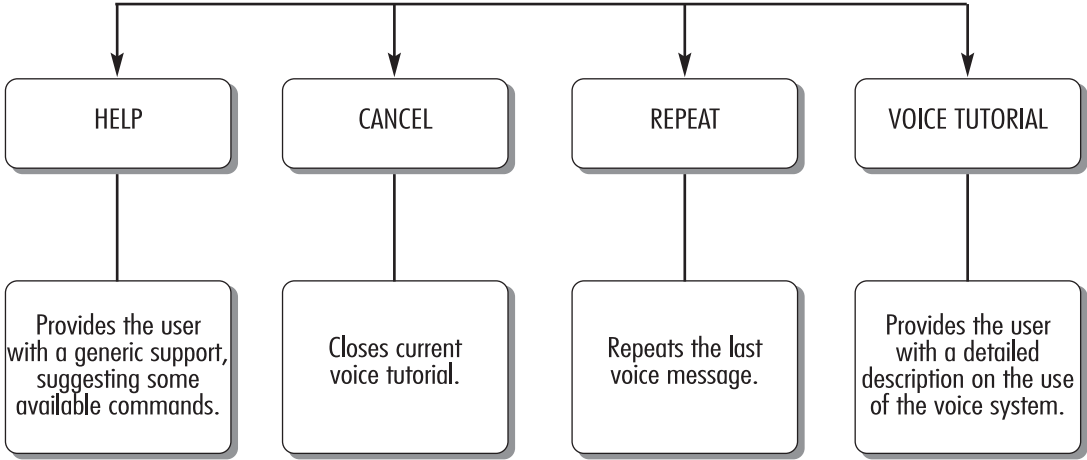 HELP
CANCEL
REPEAT
VOICE TUTORIAL
Provides the user
with a generic support,
suggesting some
available commands.
Closes current
voice tutorial.
Repeats the last
voice message.
Provides the user
with a detailed
description on the use
of the voice system.